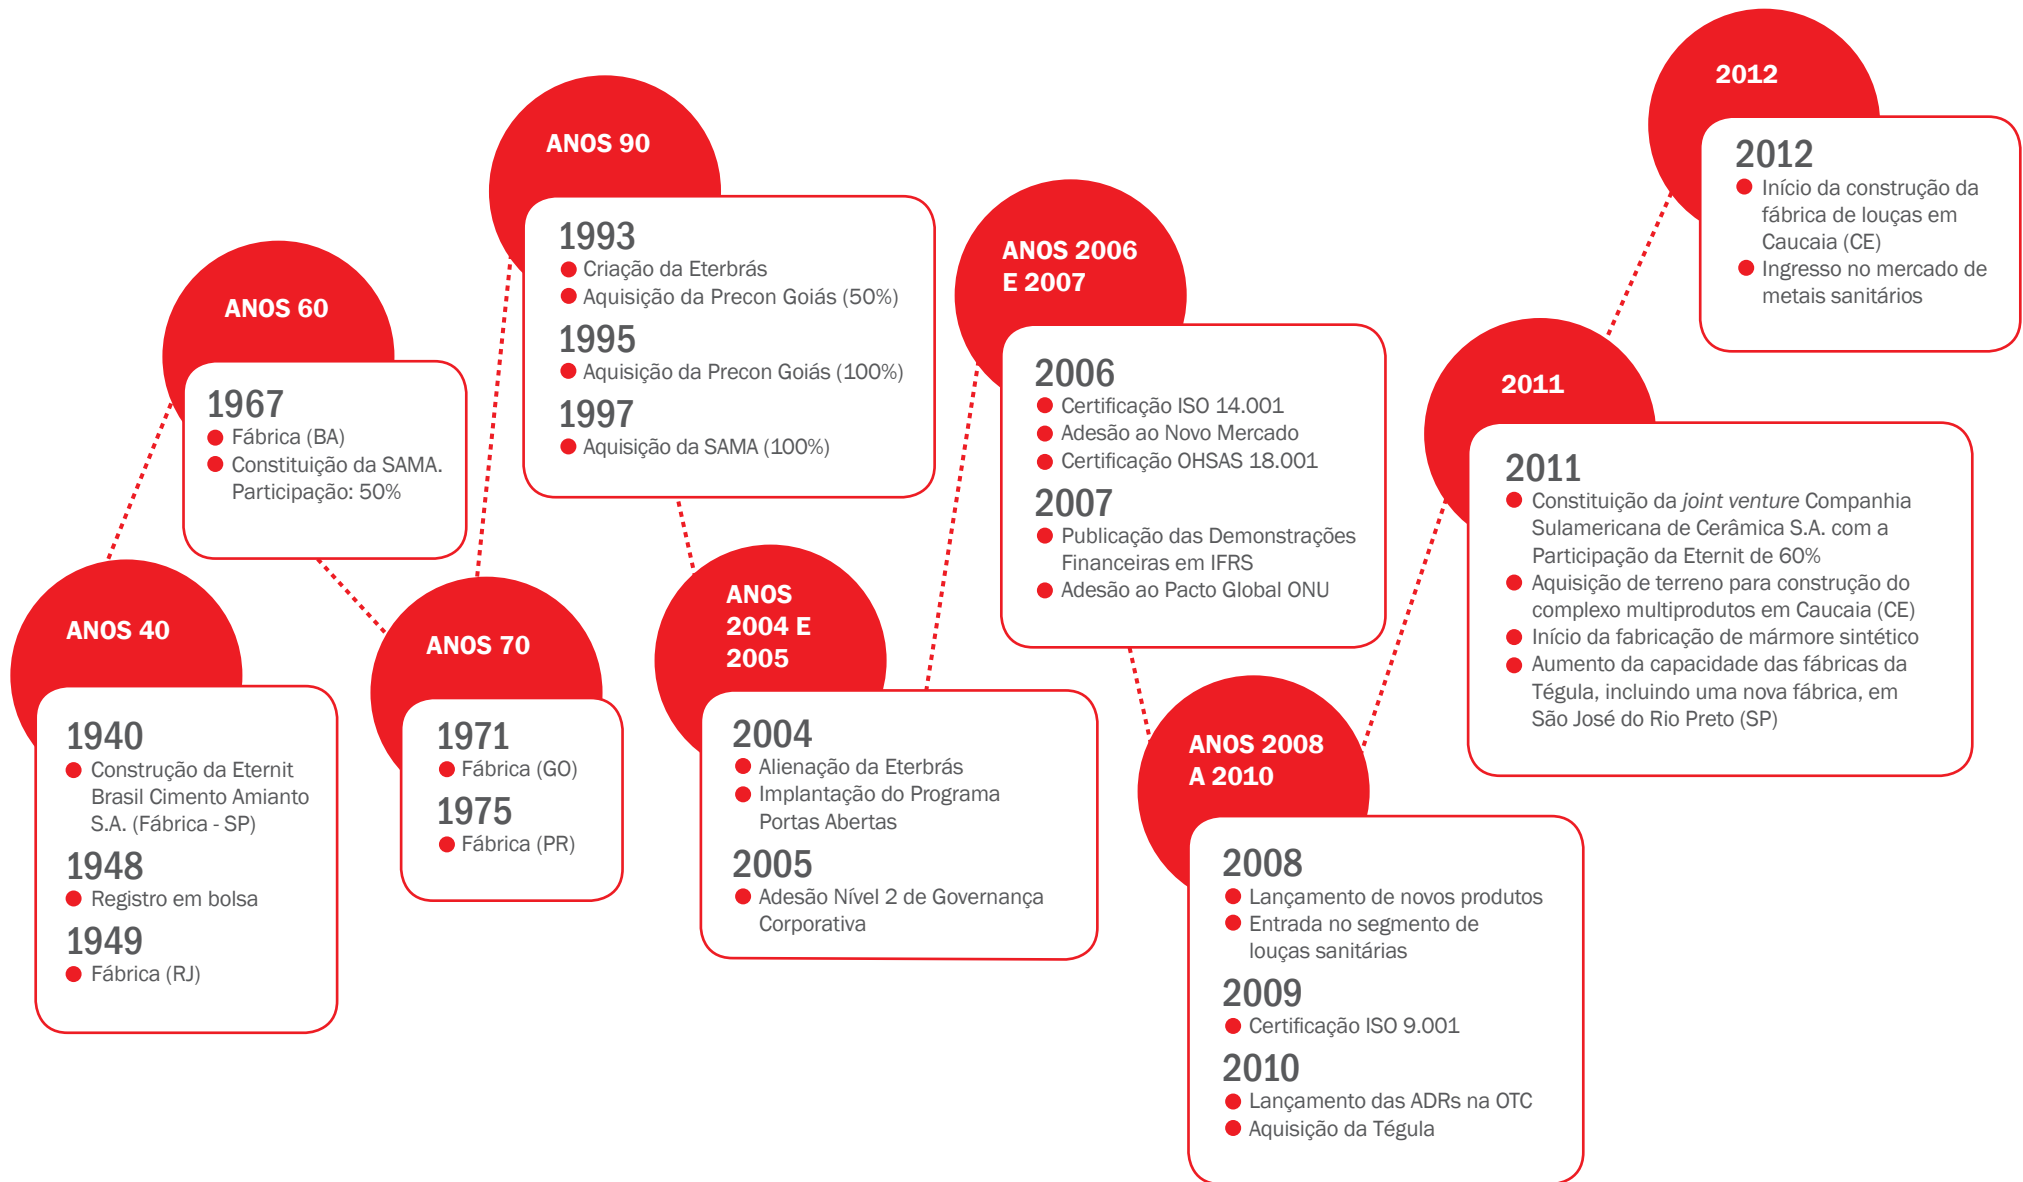 ANOS 40
1940
Construção da Eternit
Brasil Cimento Amianto
S.A. (Fábrica - SP)
1948
Registro em bolsa
1949
Fábrica (RJ)
ANOS 60
1967
Fábrica (BA)
Constituição da SAMA.
Participação: 50%
ANOS 70
1971
Fábrica (GO)
1975
Fábrica (PR)
ANOS 90
1993
Criação da Eterbrás
Aquisição da Precon Goiás (50%)
1995
Aquisição da Precon Goiás (100%)
1997
Aquisição da SAMA (100%)
ANOS
2004 E
2005
2004
Alienação da Eterbrás
Implantação do Programa
Portas Abertas
2005
Adesão Nível 2 de Governança
Corporativa
ANOS 2006
E 2007
2006
Certificação ISO 14.001
Adesão ao Novo Mercado
Certificação OHSAS 18.001
2007
Publicação das Demonstrações
Financeiras em IFRS
Adesão ao Pacto Global ONU
ANOS 2008
A 2010
2008
Lançamento de novos produtos
Entrada no segmento de
louças sanitárias
2009
Certificação ISO 9.001
2010
Lançamento das ADRs na OTC
Aquisição da Tégula
2011
2011
Constituição da joint venture Companhia
Sulamericana de Cerâmica S.A. com a
Participação da Eternit de 60%
Aquisição de terreno para construção do
complexo multiprodutos em Caucaia (CE)
Início da fabricação de mármore sintético
Aumento da capacidade das fábricas da
Tégula, incluindo uma nova fábrica, em
São José do Rio Preto (SP)
2012
2012
Início da construção da
fábrica de louças em
Caucaia (CE)
Ingresso no mercado de
metais sanitários